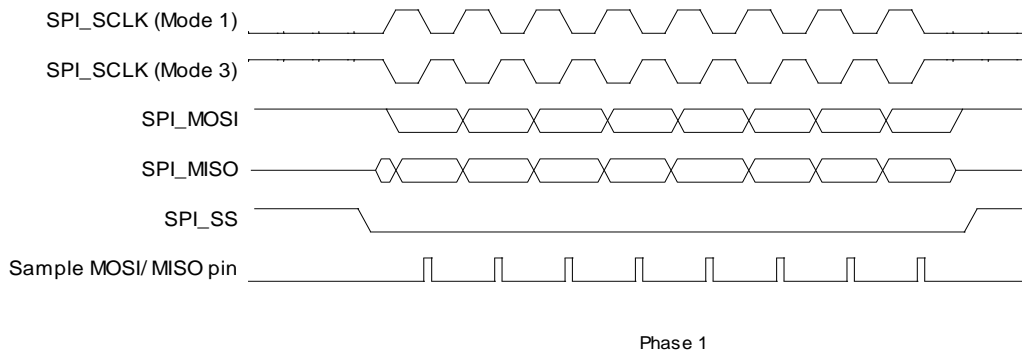 SPI_SCLK (Mode 1)
SPI_SCLK (Mode 3)
SPI_MOSI
SPI_MISO
SPI_SS
Sample MOSI/ MISO pin
Phase 1